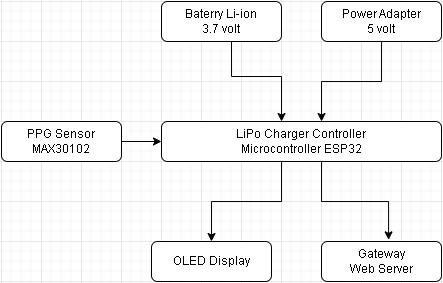 Baterry Li-ion
3.7 volt
Power Adapter
5 volt
PPG Sensor
MAX30102
LiPo Charger Controller
Microcontroller ESP32
OLED Display
Gateway
Web Server